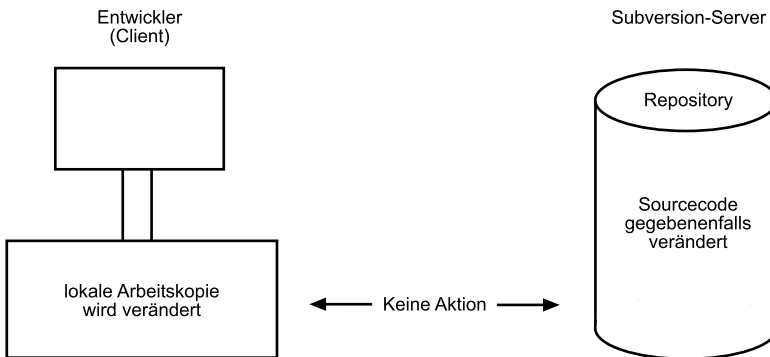 Entwickler
(Client)
Subversion-Server
Repository
Sourcecode
gegebenenfalls
verändert
lokale Arbeitskopie
wird verändert
Keine Aktion